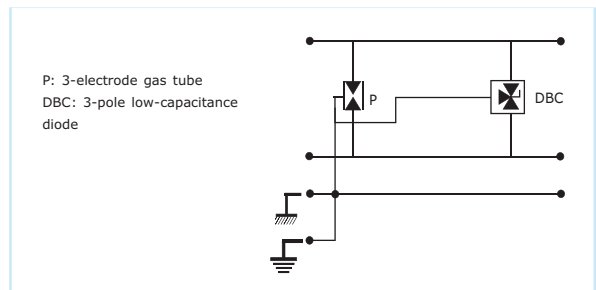 P: 3-electrode gas tube
DBC: 3-pole low-capacitance
diode
P
DBC